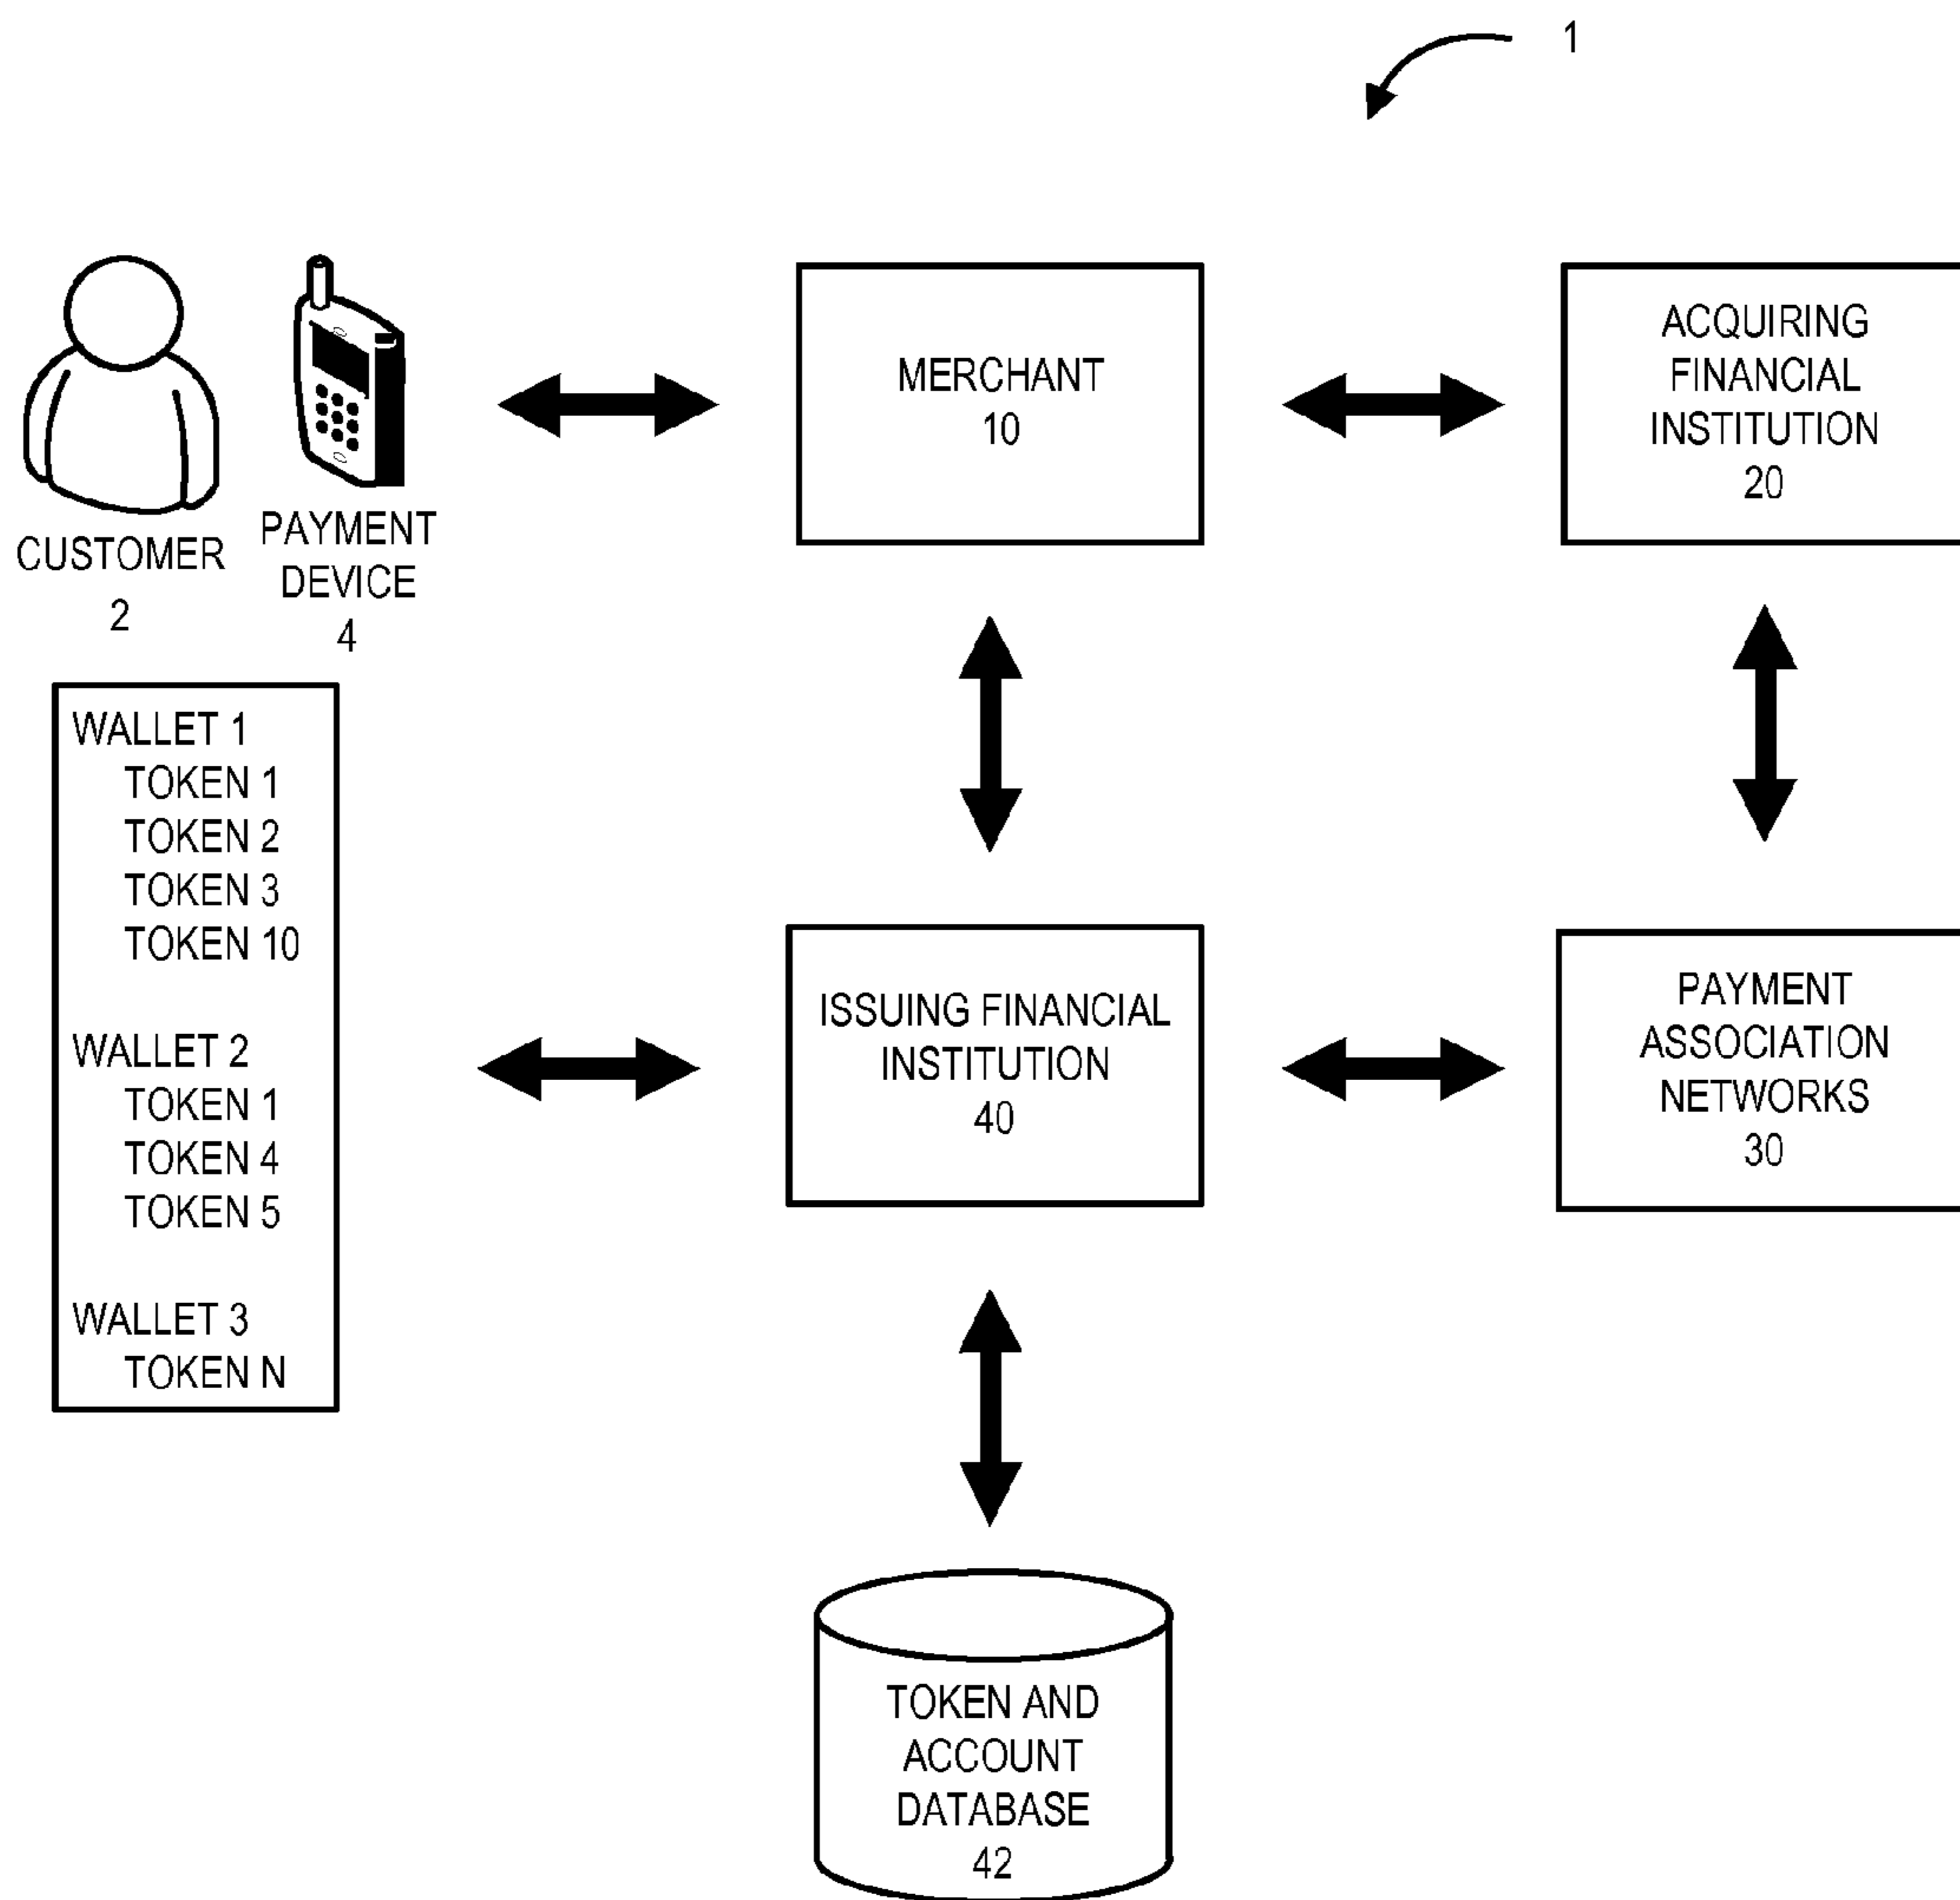 1
CUSTOMER
2
PAYMENT
DEVICE
4
MERCHANT
10
ACQUIRING
FINANCIAL
INSTITUTION
20
WALLET 1
TOKEN 1
TOKEN 2
TOKEN 3
TOKEN 10
WALLET 2
TOKEN 1
TOKEN 4
TOKEN 5
WALLET 3
TOKEN N
ISSUING FINANCIAL
INSTITUTION
40
PAYMENT
ASSOCIATION
NETWORKS
30
TOKEN AND
ACCOUNT
DATABASE
42